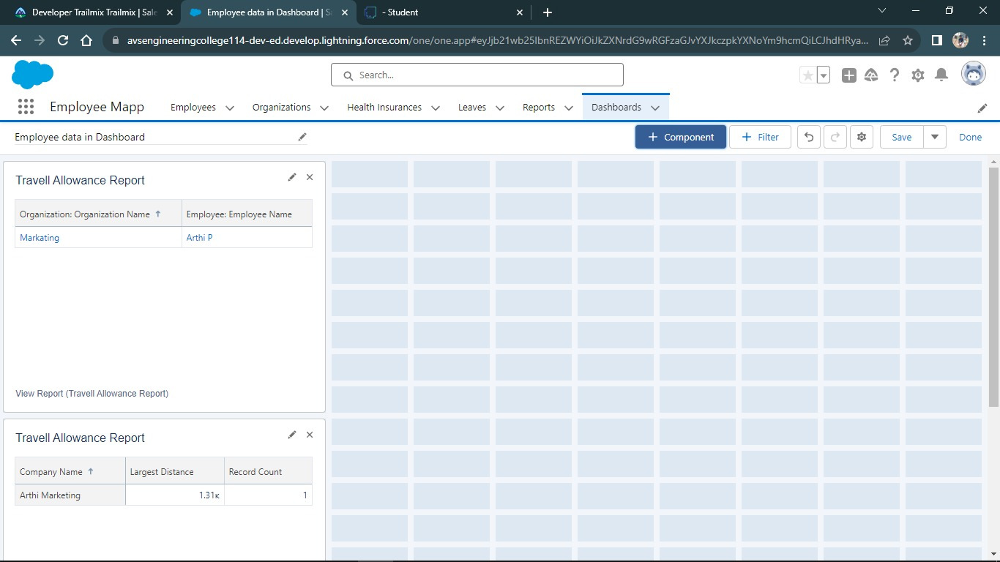 Developer Trailmix Trailmix | Sale
Employee data in Dashboard | Sa
- Student
avsengineeringcollege114-dev-ed.develop.lightning.force.com/one/one.app#eyJjb21wb25lbnREZWYiOiJkZXNrdG9wRGFzaGJvYXJkczpkYXNoYm9hcmQiLCJhdHRya...
Search...
Employee Mapp
Employees
Organizations
Health Insurances
Leaves
Reports
Dashboards
Employee data in Dashboard
+ Component
+ Filter
Save
Done
Travell Allowance Report
Organization: Organization Name ↑
Employee: Employee Name
Markating
Arthi P
View Report (Travell Allowance Report)
Travell Allowance Report
Company Name ↑
Largest Distance
Record Count
Arthi Marketing
1.31к
1